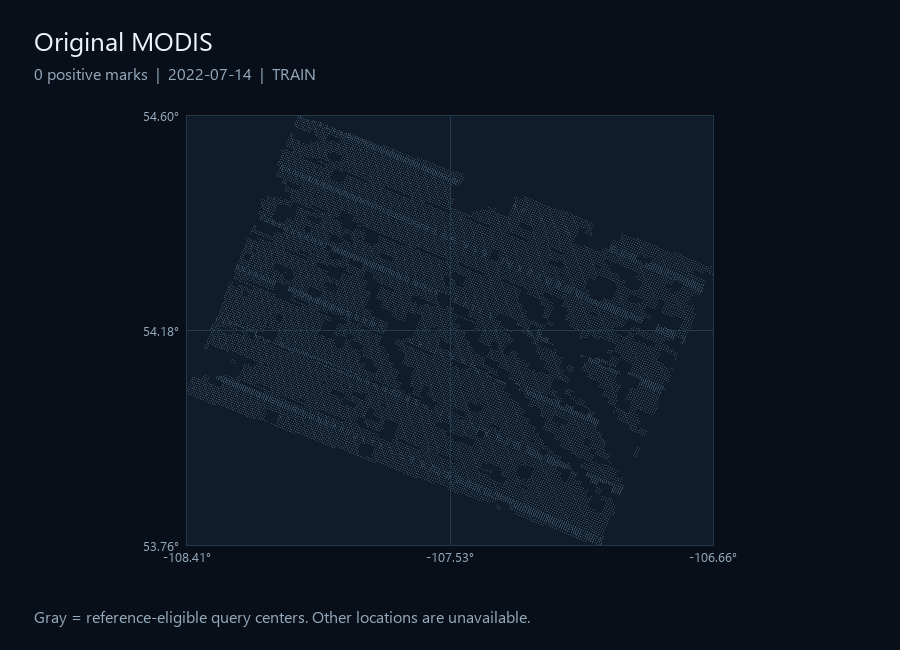 Original MODIS
0 positive marks | 2022-07-14 | TRAIN
54.60°
54.18°
53.76°
-108.41°
-107.53°
-106.66°
Gray = reference-eligible query centers. Other locations are unavailable.